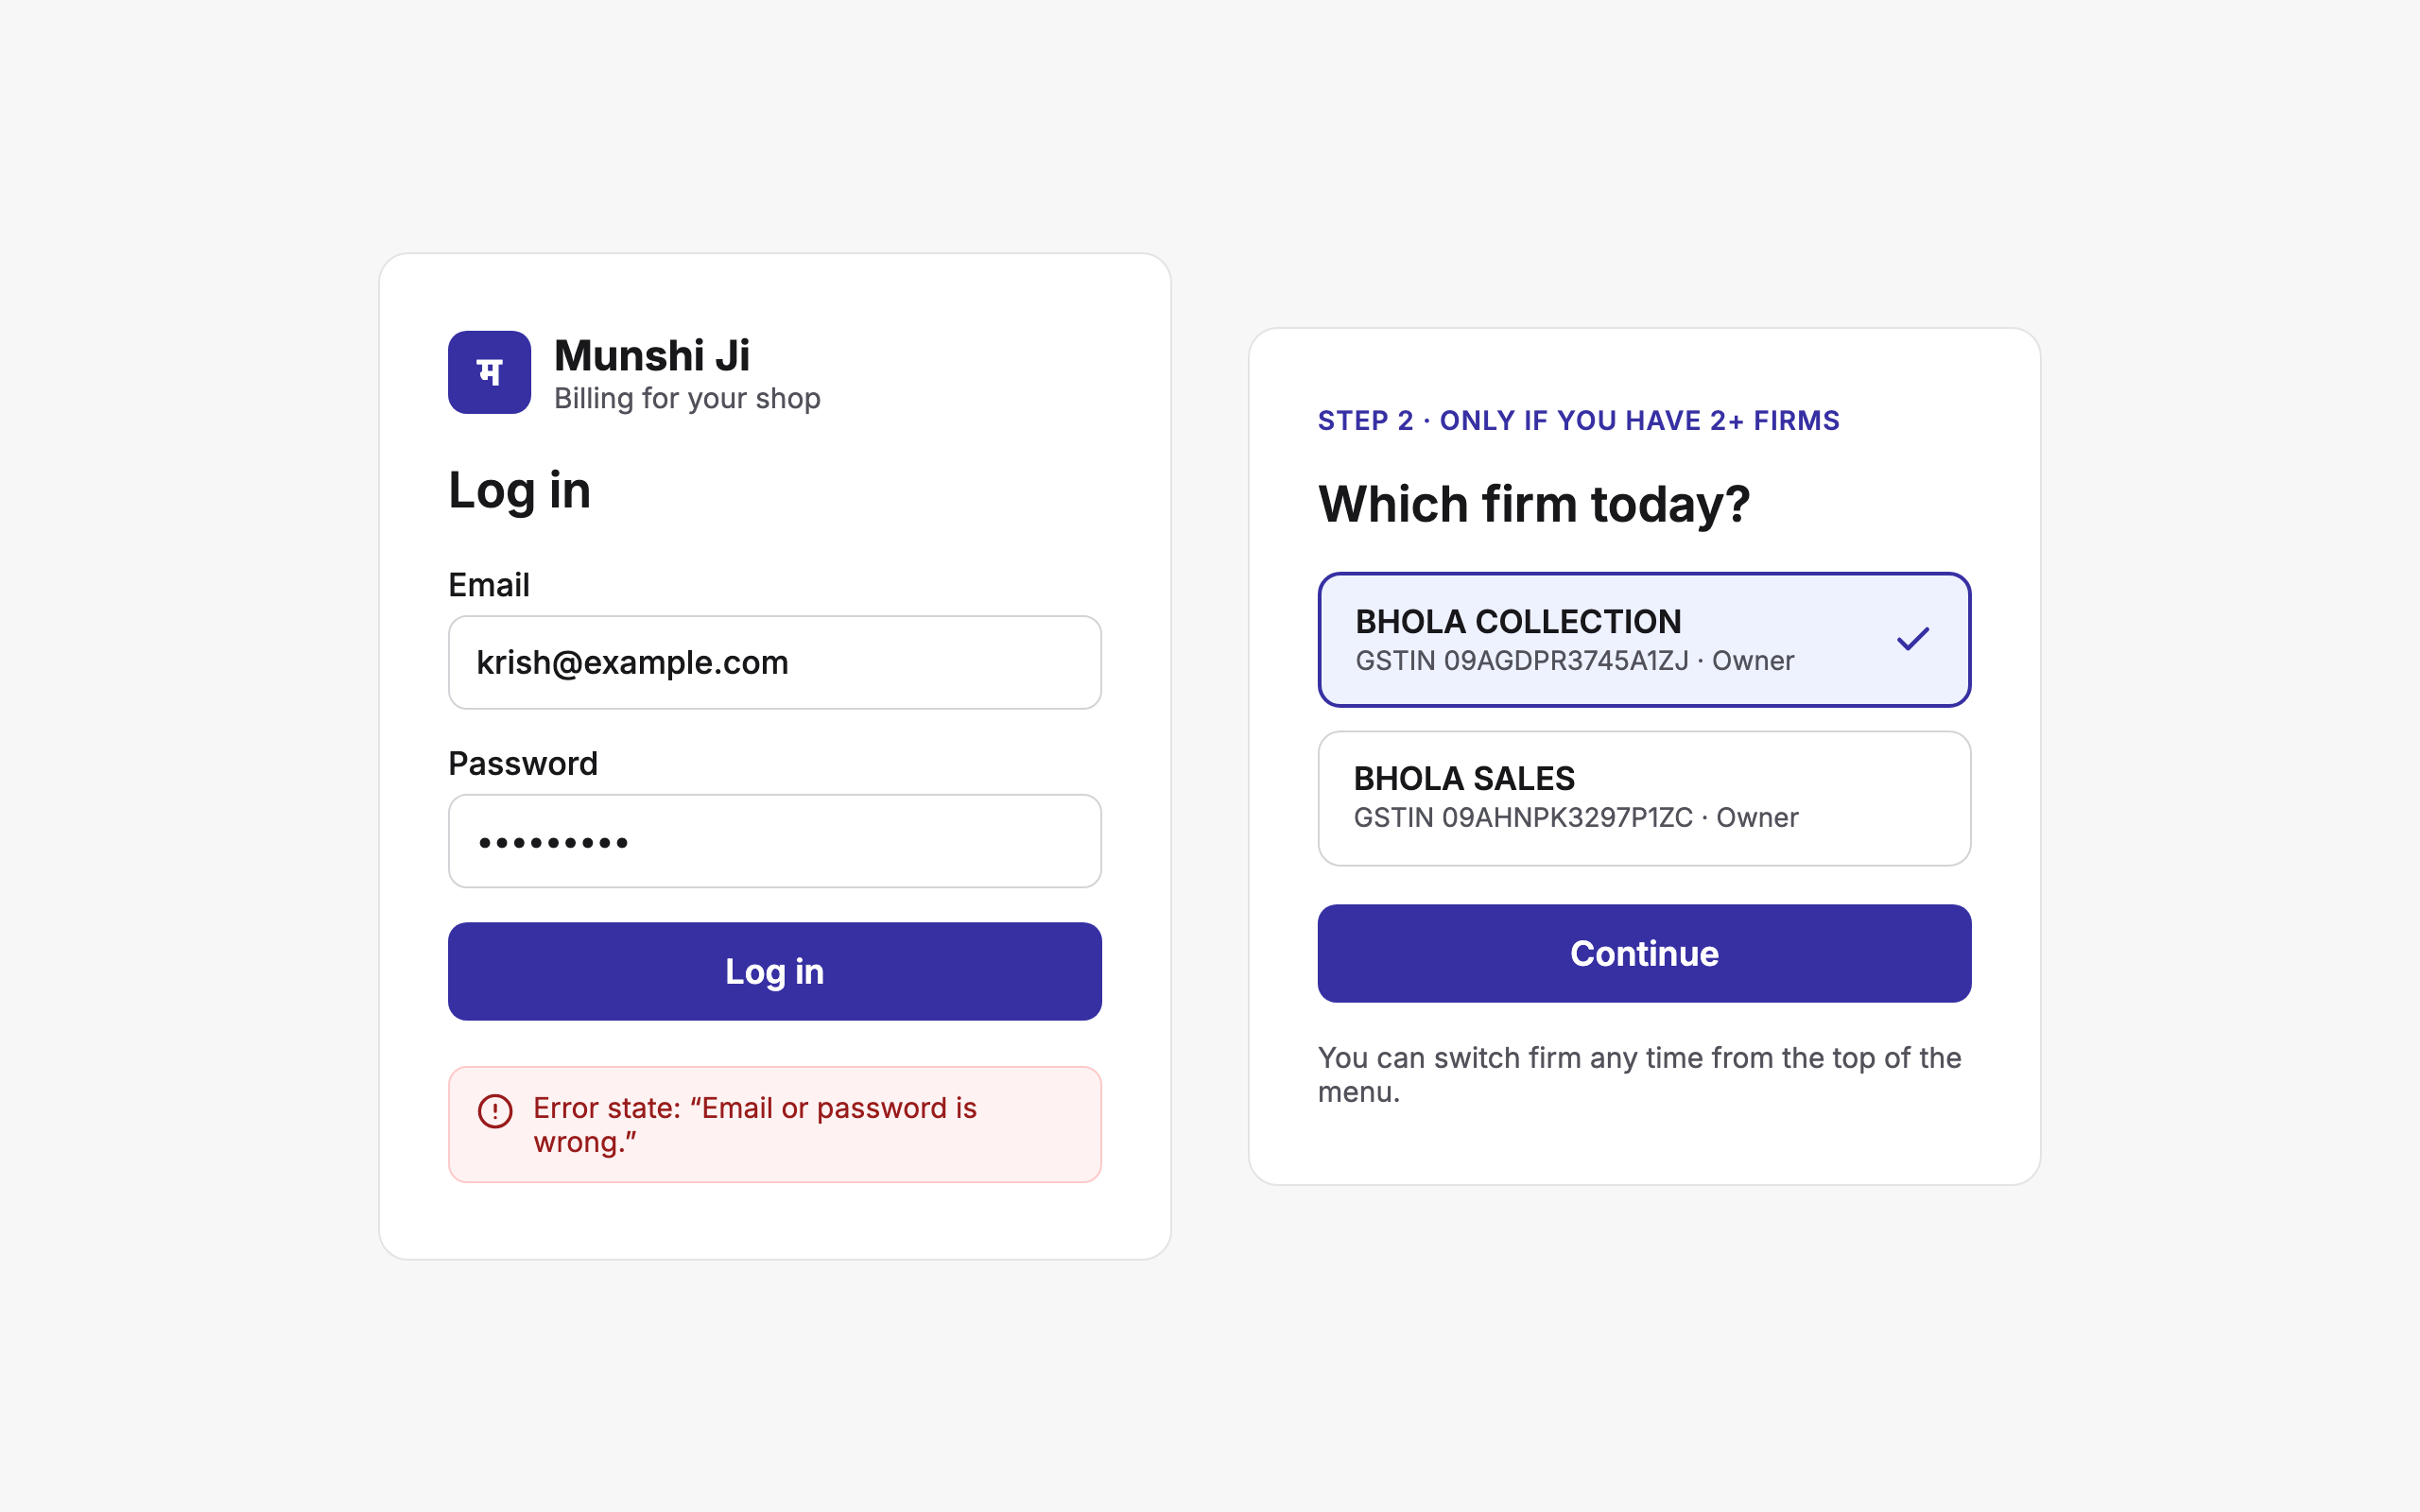 म
Munshi Ji
Billing for your shop
Log in
Email
krish@example.com
Password
•••••••••
Log in
Error state: “Email or password is
wrong.”
STEP 2 · ONLY IF YOU HAVE 2+ FIRMS
Which firm today?
BHOLA COLLECTION
GSTIN 09AGDPR3745A1ZJ · Owner
BHOLA SALES
GSTIN 09AHNPK3297P1ZC · Owner
Continue
You can switch firm any time from the top of the
menu.